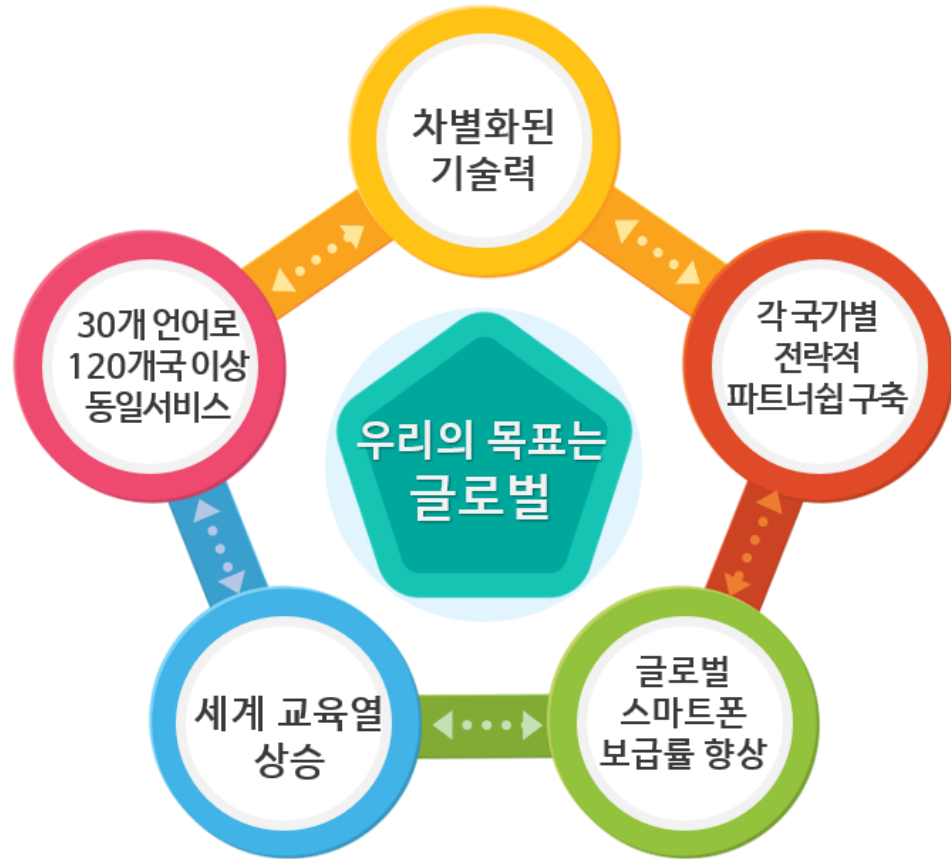 차별화된
기술력
30개 언어로
120개국 이상
동일서비스
각 국가별
전략적
파트너쉽 구축
우리의 목표는
글로벌
세계 교육열
상승
글로벌
스마트폰
보급률 향상